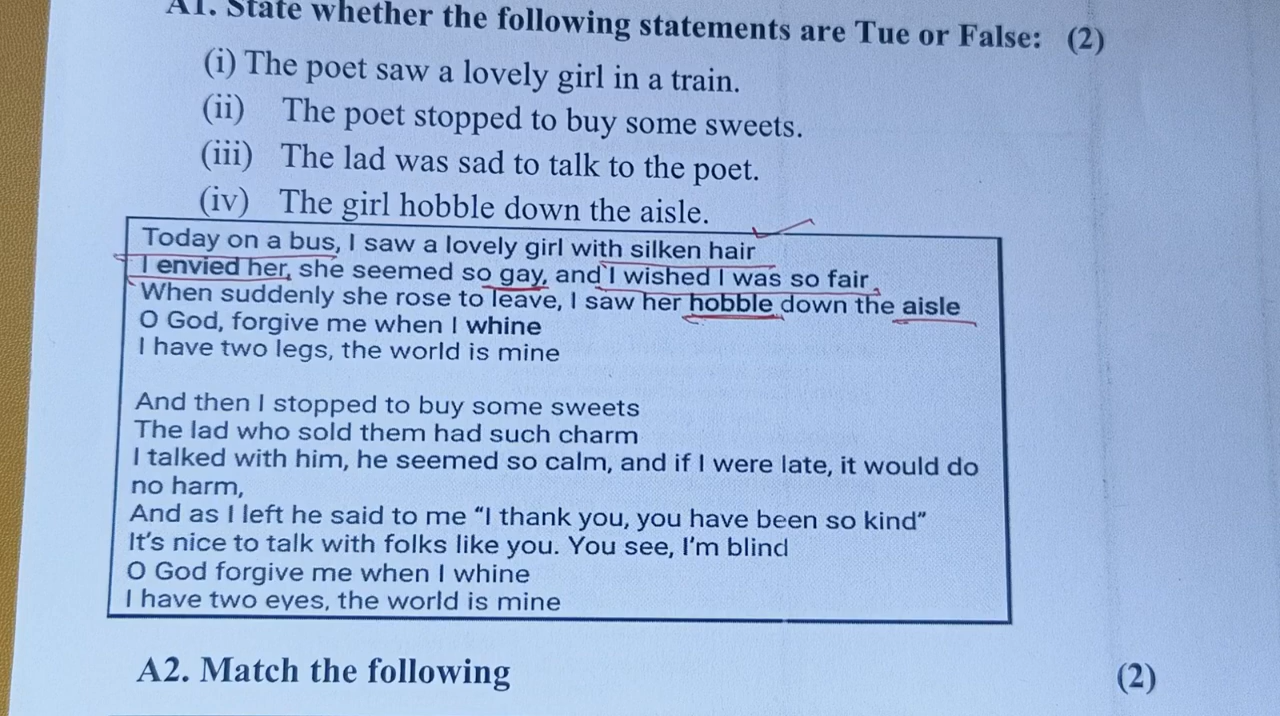 A1. State whether the following statements are Tue or False: (2)
(i) The poet saw a lovely girl in a train.
(ii) The poet stopped to buy some sweets.
(iii) The lad was sad to talk to the poet.
(iv) The girl hobble down the aisle.
Today on a bus, I saw a lovely girl with silken hair
I envied her, she seemed so gay, and I wished I was so fair,
When suddenly she rose to leave, I saw her hobble down the aisle
O God, forgive me when I whine
I have two legs, the world is mine
And then I stopped to buy some sweets
The lad who sold them had such charm
I talked with him, he seemed so calm, and if I were late, it would do
no harm,
And as I left he said to me “I thank you, you have been so kind”
It’s nice to talk with folks like you. You see, I’m blind
O God forgive me when I whine
I have two eyes, the world is mine
A2. Match the following (2)